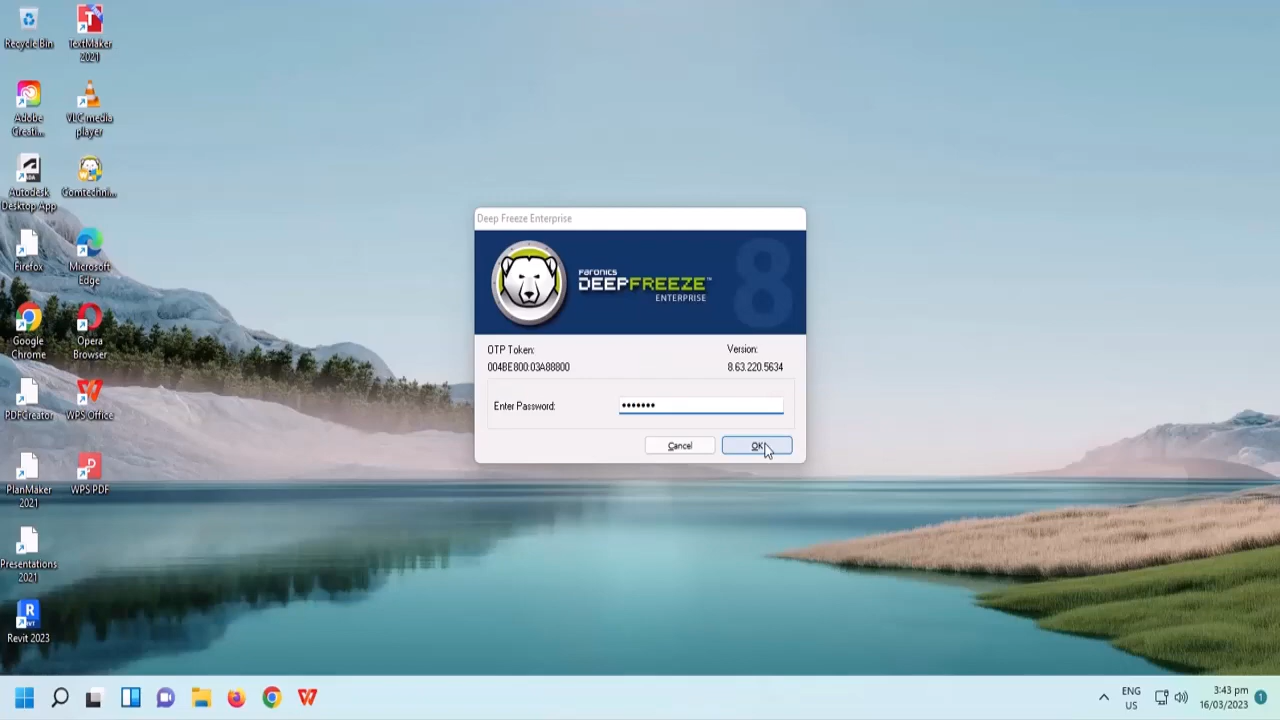 Recycle Bin
TextMaker
2021
Adobe
Creati...
VLC media
player
Autodesk
Desktop App
Comtechni...
Firefox
Microsoft
Edge
Google
Chrome
Opera
Browser
PDFCreator
WPS Office
PlanMaker
2021
WPS PDF
Presentations
2021
Revit 2023
Deep Freeze Enterprise
FARONICS
DEEPFREEZE™
ENTERPRISE
8
OTP Token:
004BE800:03A88800
Version:
8.63.220.5634
Enter Password:
•••••••
Cancel
OK
ENG
US
3:43 pm
16/03/2023
1